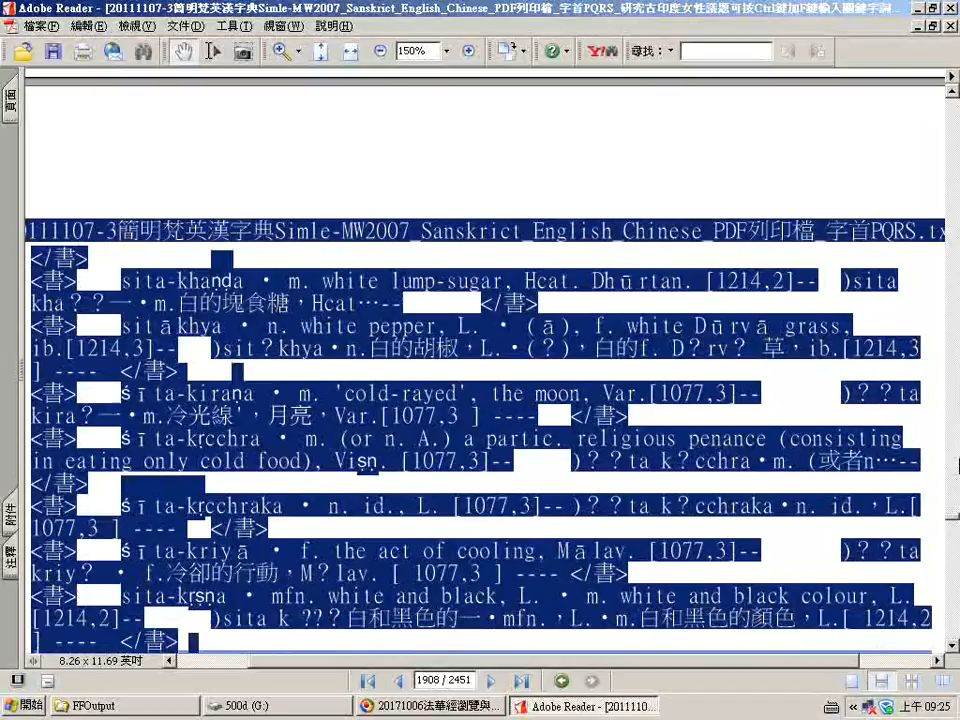 Adobe Reader - [20111107-3簡明梵英漢字典Simle-MW2007_Sanskrict_English_Chinese_PDF列印檔_字首PQRS_研究古印度女性議題可按Ctrl鍵加F鍵輸入關鍵字詞...
檔案(F) 編輯(E) 檢視(V) 文件(D) 工具(T) 視窗(W) 說明(H)
150% 尋找:
頁面
附件
注釋
111107-3簡明梵英漢字典Simle-MW2007_Sanskrict_English_Chinese_PDF列印檔_字首PQRS.tx
</書>
<書> sita-khaṇḍa • m. white lump-sugar, Hcat. Dhūrtan. [1214,2]-- )sita
kha？？一•m.白的塊食糖, Hcat…-- </書>
<書> sitākhya • n. white pepper, L. • (ā), f. white Dūrvā grass,
ib.[1214,3]-- )sit？khya•n.白的胡椒,L.•(？), 白的f. D？rv？ 草,ib.[1214,3
] ---- </書>
<書> śīta-kiraṇa • m. 'cold-rayed', the moon, Var.[1077,3]-- )？？ta
kira？一•m.冷光線', 月亮, Var.[1077,3 ] ---- </書>
<書> śīta-kṛcchra • m. (or n. A.) a partic. religious penance (consisting
in eating only cold food), Viṣṇ. [1077,3]-- )？？ta k？cchra•m. (或者n…--
</書>
<書> śīta-kṛcchraka • n. id., L. [1077,3]-- )？？ta k？cchraka•n. id.,L.[
1077,3 ] ---- </書>
<書> śīta-kriyā • f. the act of cooling, Mālav. [1077,3]-- )？？ta
kriy？ • f.冷卻的行動, M？lav. [ 1077,3 ] ---- </書>
<書> sita-kṛṣṇa • mfn. white and black, L. • m. white and black colour, L.
[1214,2]-- )sita k ???？白和黑色的一•mfn.,L.•m.白和黑色的顏色,L.[ 1214,2
] ---- </書>
8.26 x 11.69 英吋
1908 / 2451
開始 FFOutput 500d (G:) 20171006法華經瀏覽與... Adobe Reader - [2011110... 上午 09:25